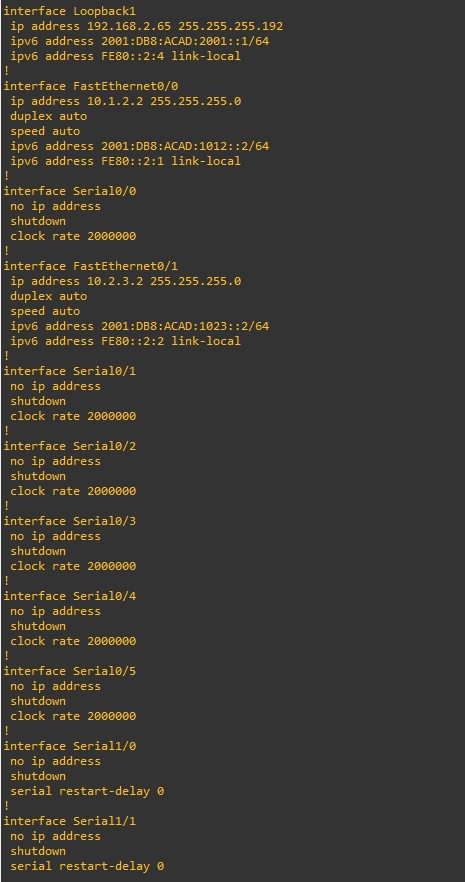 interface Loopback1
ip address 192.168.2.65 255.255.255.192
ipv6 address 2001:DB8:ACAD:2001::1/64
ipv6 address FE80::2:4 link-local
!
interface FastEthernet0/0
ip address 10.1.2.2 255.255.255.0
duplex auto
speed auto
ipv6 address 2001:DB8:ACAD:1012::2/64
ipv6 address FE80::2:1 link-local
!
interface Serial0/0
no ip address
shutdown
clock rate 2000000
!
interface FastEthernet0/1
ip address 10.2.3.2 255.255.255.0
duplex auto
speed auto
ipv6 address 2001:DB8:ACAD:1023::2/64
ipv6 address FE80::2:2 link-local
!
interface Serial0/1
no ip address
shutdown
clock rate 2000000
!
interface Serial0/2
no ip address
shutdown
clock rate 2000000
!
interface Serial0/3
no ip address
shutdown
clock rate 2000000
!
interface Serial0/4
no ip address
shutdown
clock rate 2000000
!
interface Serial0/5
no ip address
shutdown
clock rate 2000000
!
interface Serial1/0
no ip address
shutdown
serial restart-delay 0
!
interface Serial1/1
no ip address
shutdown
serial restart-delay 0